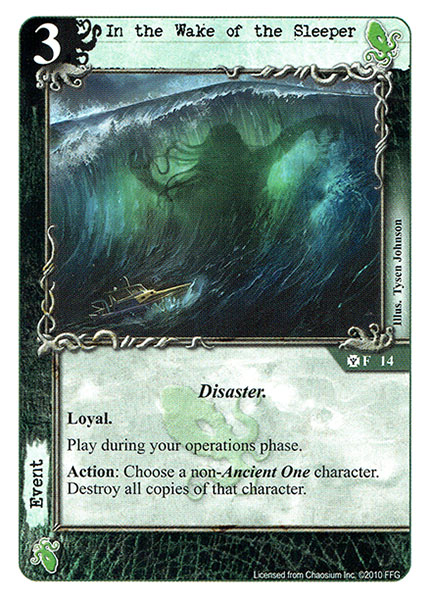 3
In the Wake of the Sleeper
Illus. Tysen Johnson
F 14
Disaster.
Loyal.
Play during your operations phase.
Action: Choose a non-Ancient One character.
Destroy all copies of that character.
Event
Licensed from Chaosium Inc. ©2010 FFG